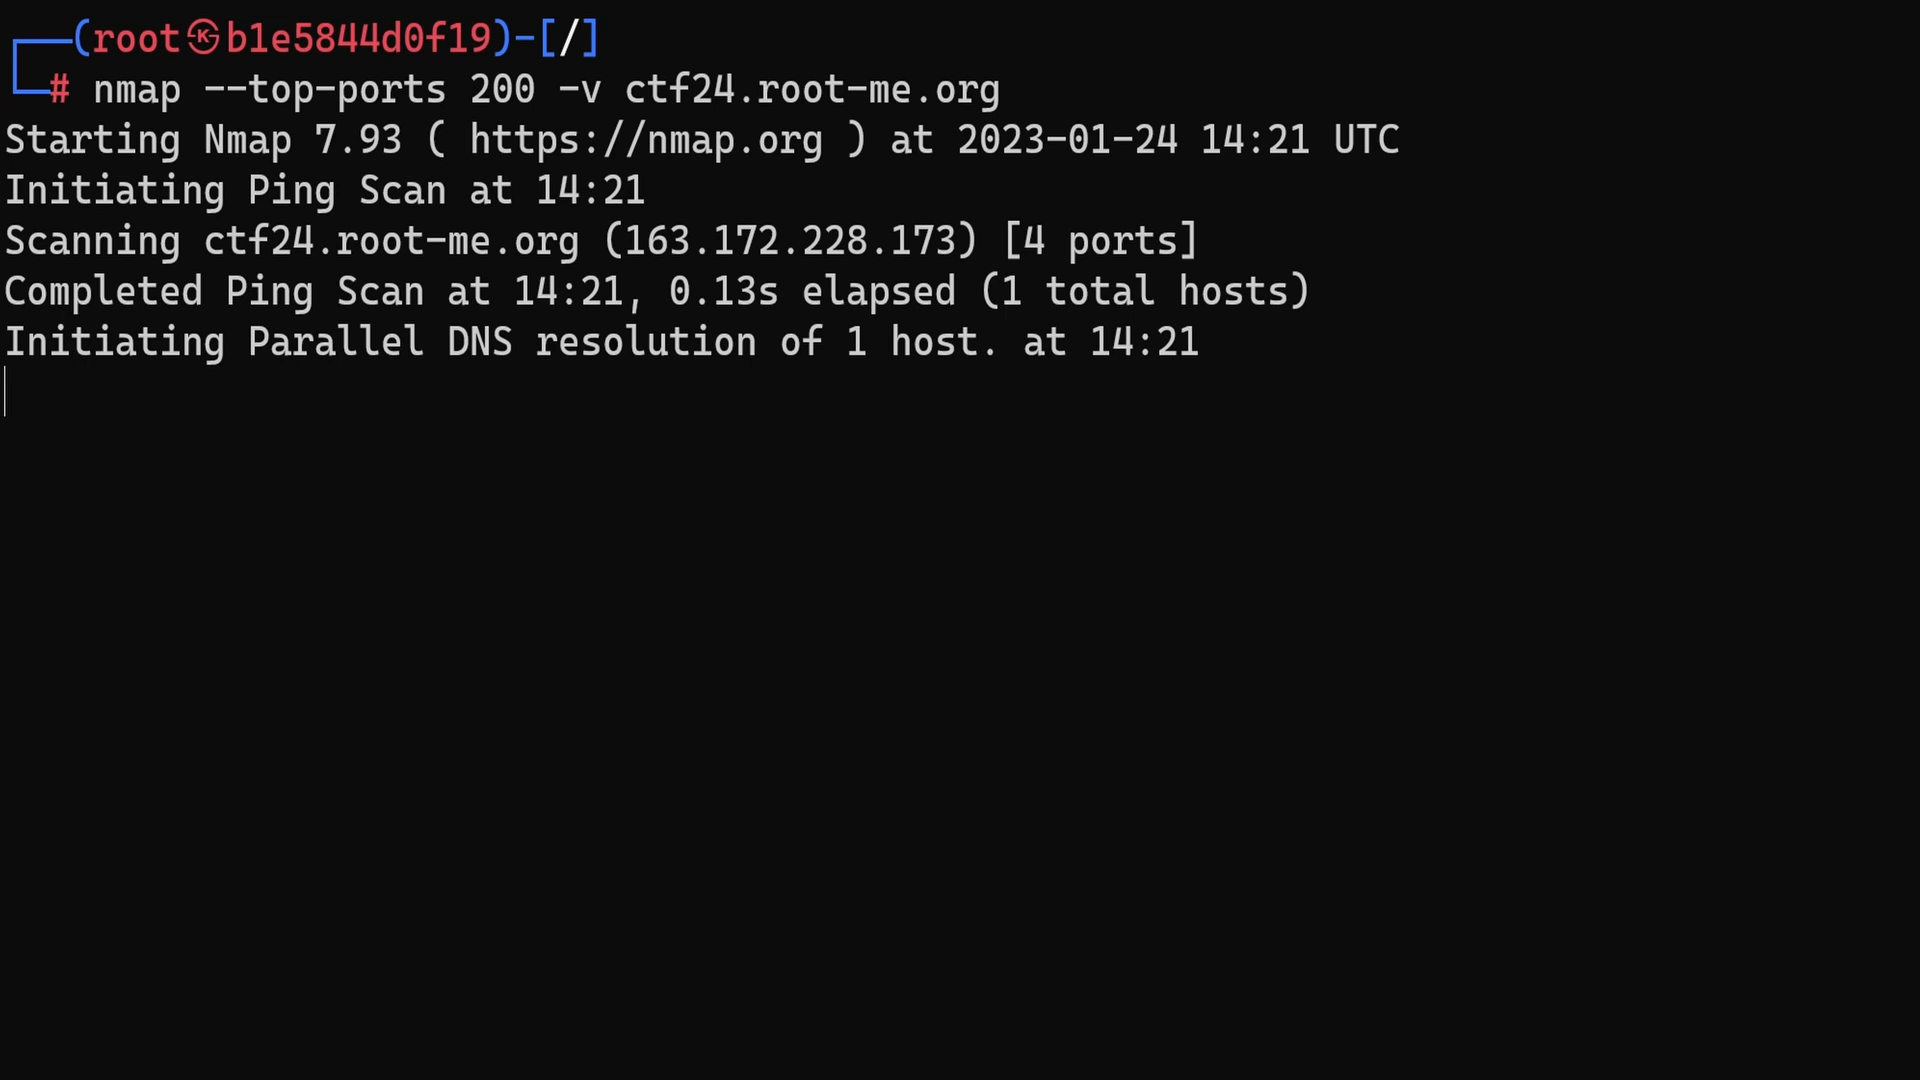 ┌──(root㉿b1e5844d0f19)-[/]
└─# nmap --top-ports 200 -v ctf24.root-me.org
Starting Nmap 7.93 ( https://nmap.org ) at 2023-01-24 14:21 UTC
Initiating Ping Scan at 14:21
Scanning ctf24.root-me.org (163.172.228.173) [4 ports]
Completed Ping Scan at 14:21, 0.13s elapsed (1 total hosts)
Initiating Parallel DNS resolution of 1 host. at 14:21